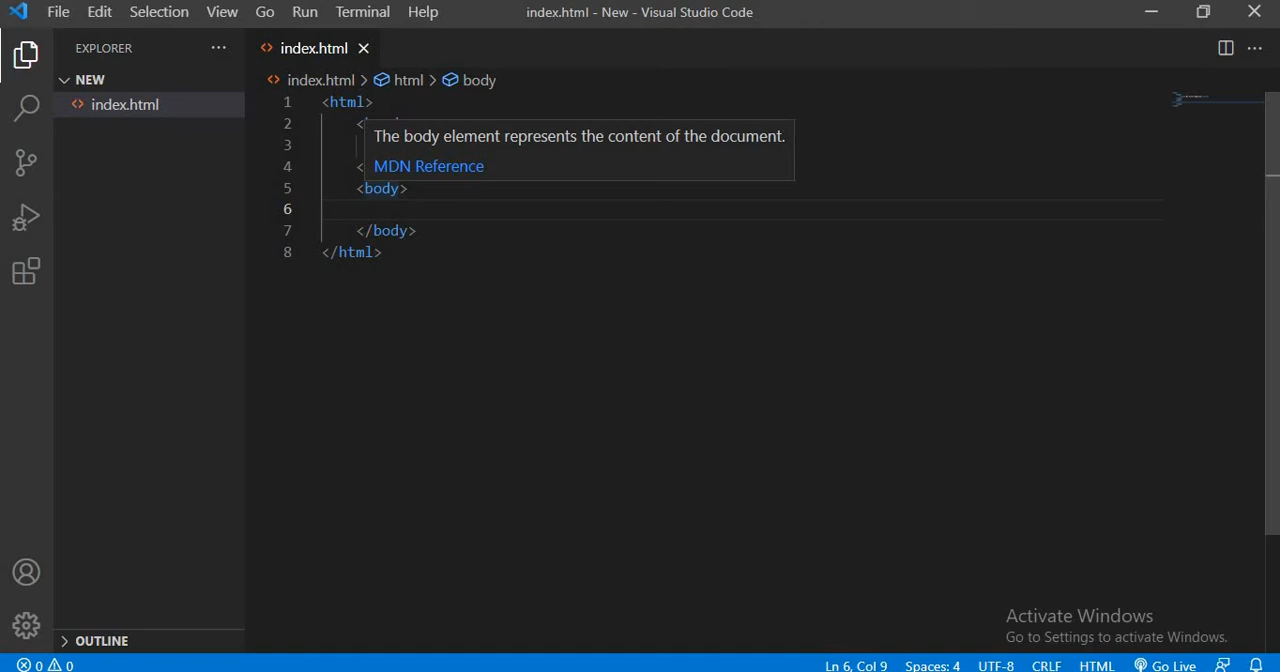 File Edit Selection View Go Run Terminal Help index.html - New - Visual Studio Code
EXPLORER
NEW
index.html
OUTLINE
index.html
index.html > html > body
1 <html>
2 <
3
4 <
The body element represents the content of the document.
MDN Reference
5 <body>
6
7 </body>
8 </html>
Activate Windows
Go to Settings to activate Windows.
0 0 Ln 6, Col 9 Spaces: 4 UTF-8 CRLF HTML Go Live